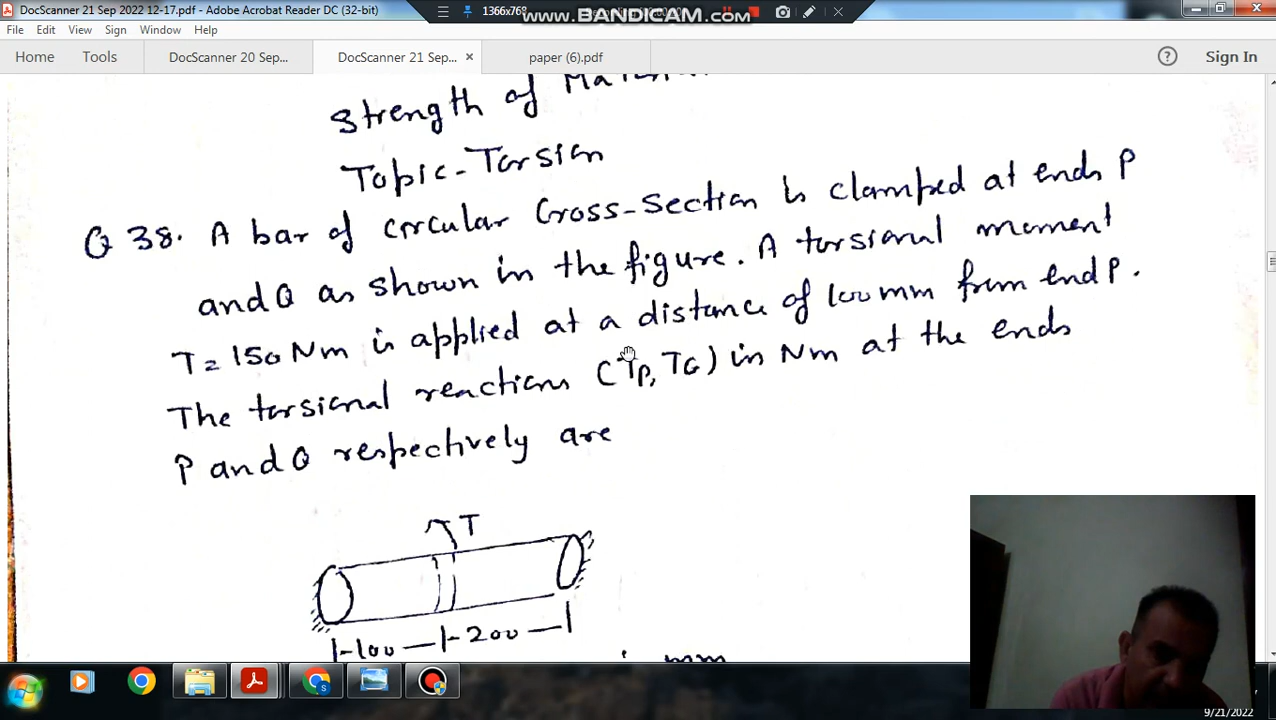 DocScanner 21 Sep 2022 12-17.pdf - Adobe Acrobat Reader DC (32-bit)
1366x768
www.BANDICAM.com
File Edit View Sign Window Help
Home Tools DocScanner 20 Sep... DocScanner 21 Sep... × paper (6).pdf Sign In
Strength of
Topic - Torsion
Q 38. A bar of circular Cross-section is clamped at ends P
and Q as shown in the figure. A torsional moment
T = 150 Nm is applied at a distance of 100 mm from end P.
The torsional reactions (TP, TQ) in Nm at the ends
P and Q respectively are
T
100 200
mm
9/21/2022